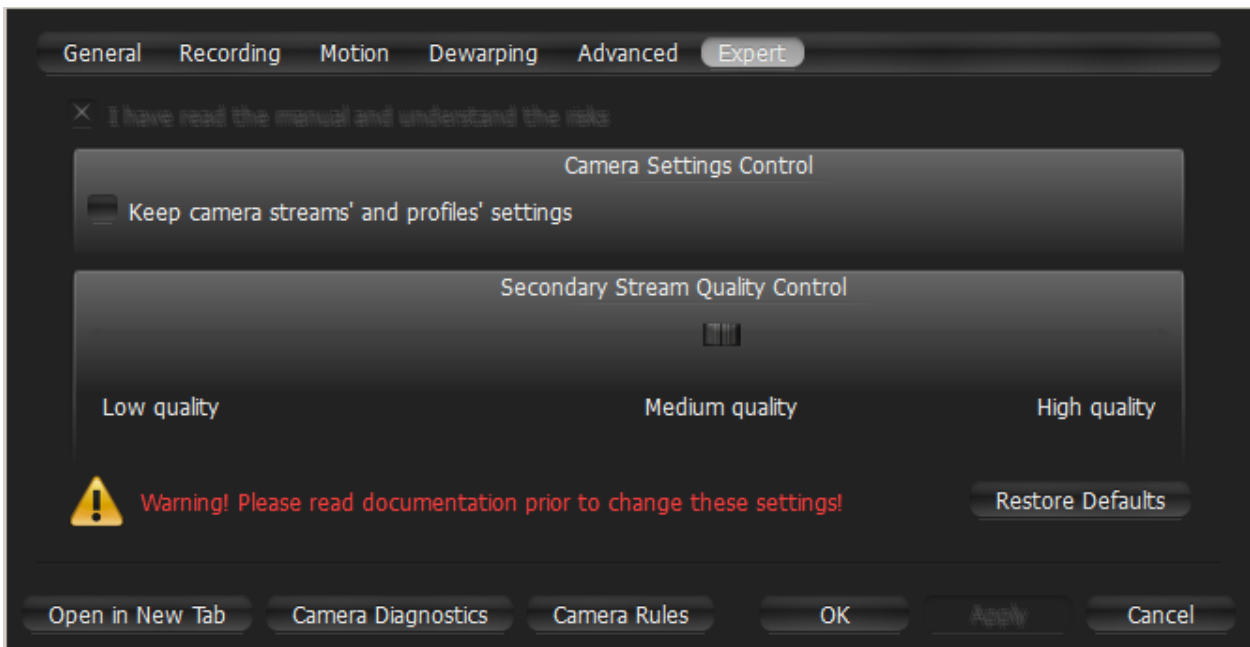 General Recording Motion Dewarping Advanced Expert
I have read the manual and understand the risks
Camera Settings Control
Keep camera streams' and profiles' settings
Secondary Stream Quality Control
Low quality Medium quality High quality
Warning! Please read documentation prior to change these settings!
Restore Defaults
Open in New Tab Camera Diagnostics Camera Rules OK Apply Cancel